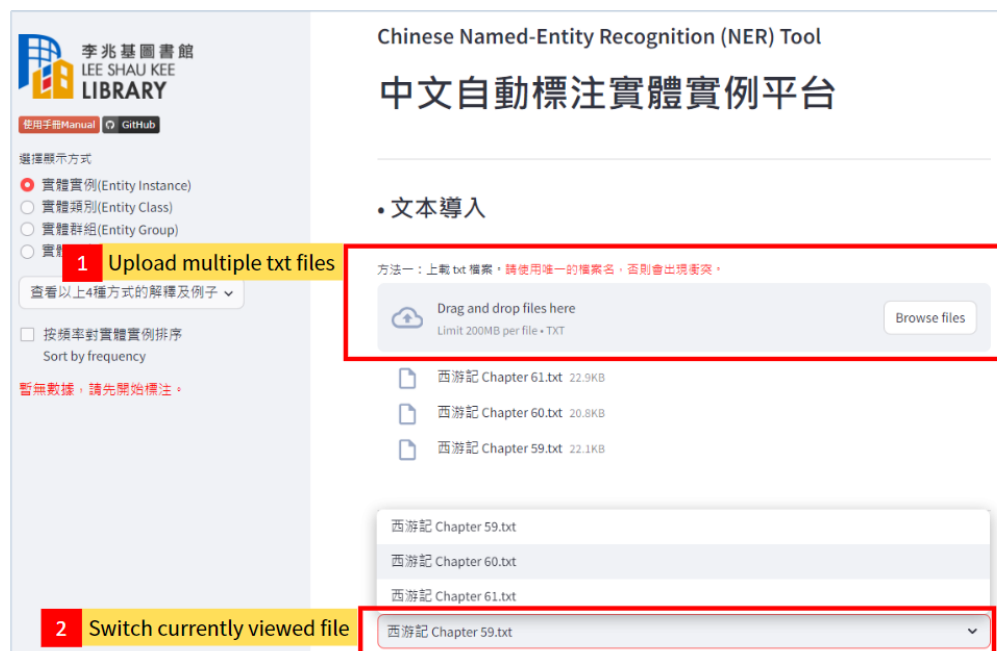 李兆基圖書館
LEE SHAU KEE
LIBRARY
使用手冊Manual GitHub
選擇顯示方式
實體實例(Entity Instance)
實體類別(Entity Class)
實體群組(Entity Group)
實體
1 Upload multiple txt files
查看以上4種方式的解釋及例子
按頻率對實體實例排序
Sort by frequency
暫無數據，請先開始標注。
Chinese Named-Entity Recognition (NER) Tool
中文自動標注實體實例平台
• 文本導入
方法一：上載 txt 檔案，請使用唯一的檔案名，否則會出現衝突。
Drag and drop files here
Limit 200MB per file • TXT
Browse files
西游記 Chapter 61.txt 22.9KB
西游記 Chapter 60.txt 20.8KB
西游記 Chapter 59.txt 22.1KB
西游記 Chapter 59.txt
西游記 Chapter 60.txt
西游記 Chapter 61.txt
2 Switch currently viewed file
西游記 Chapter 59.txt